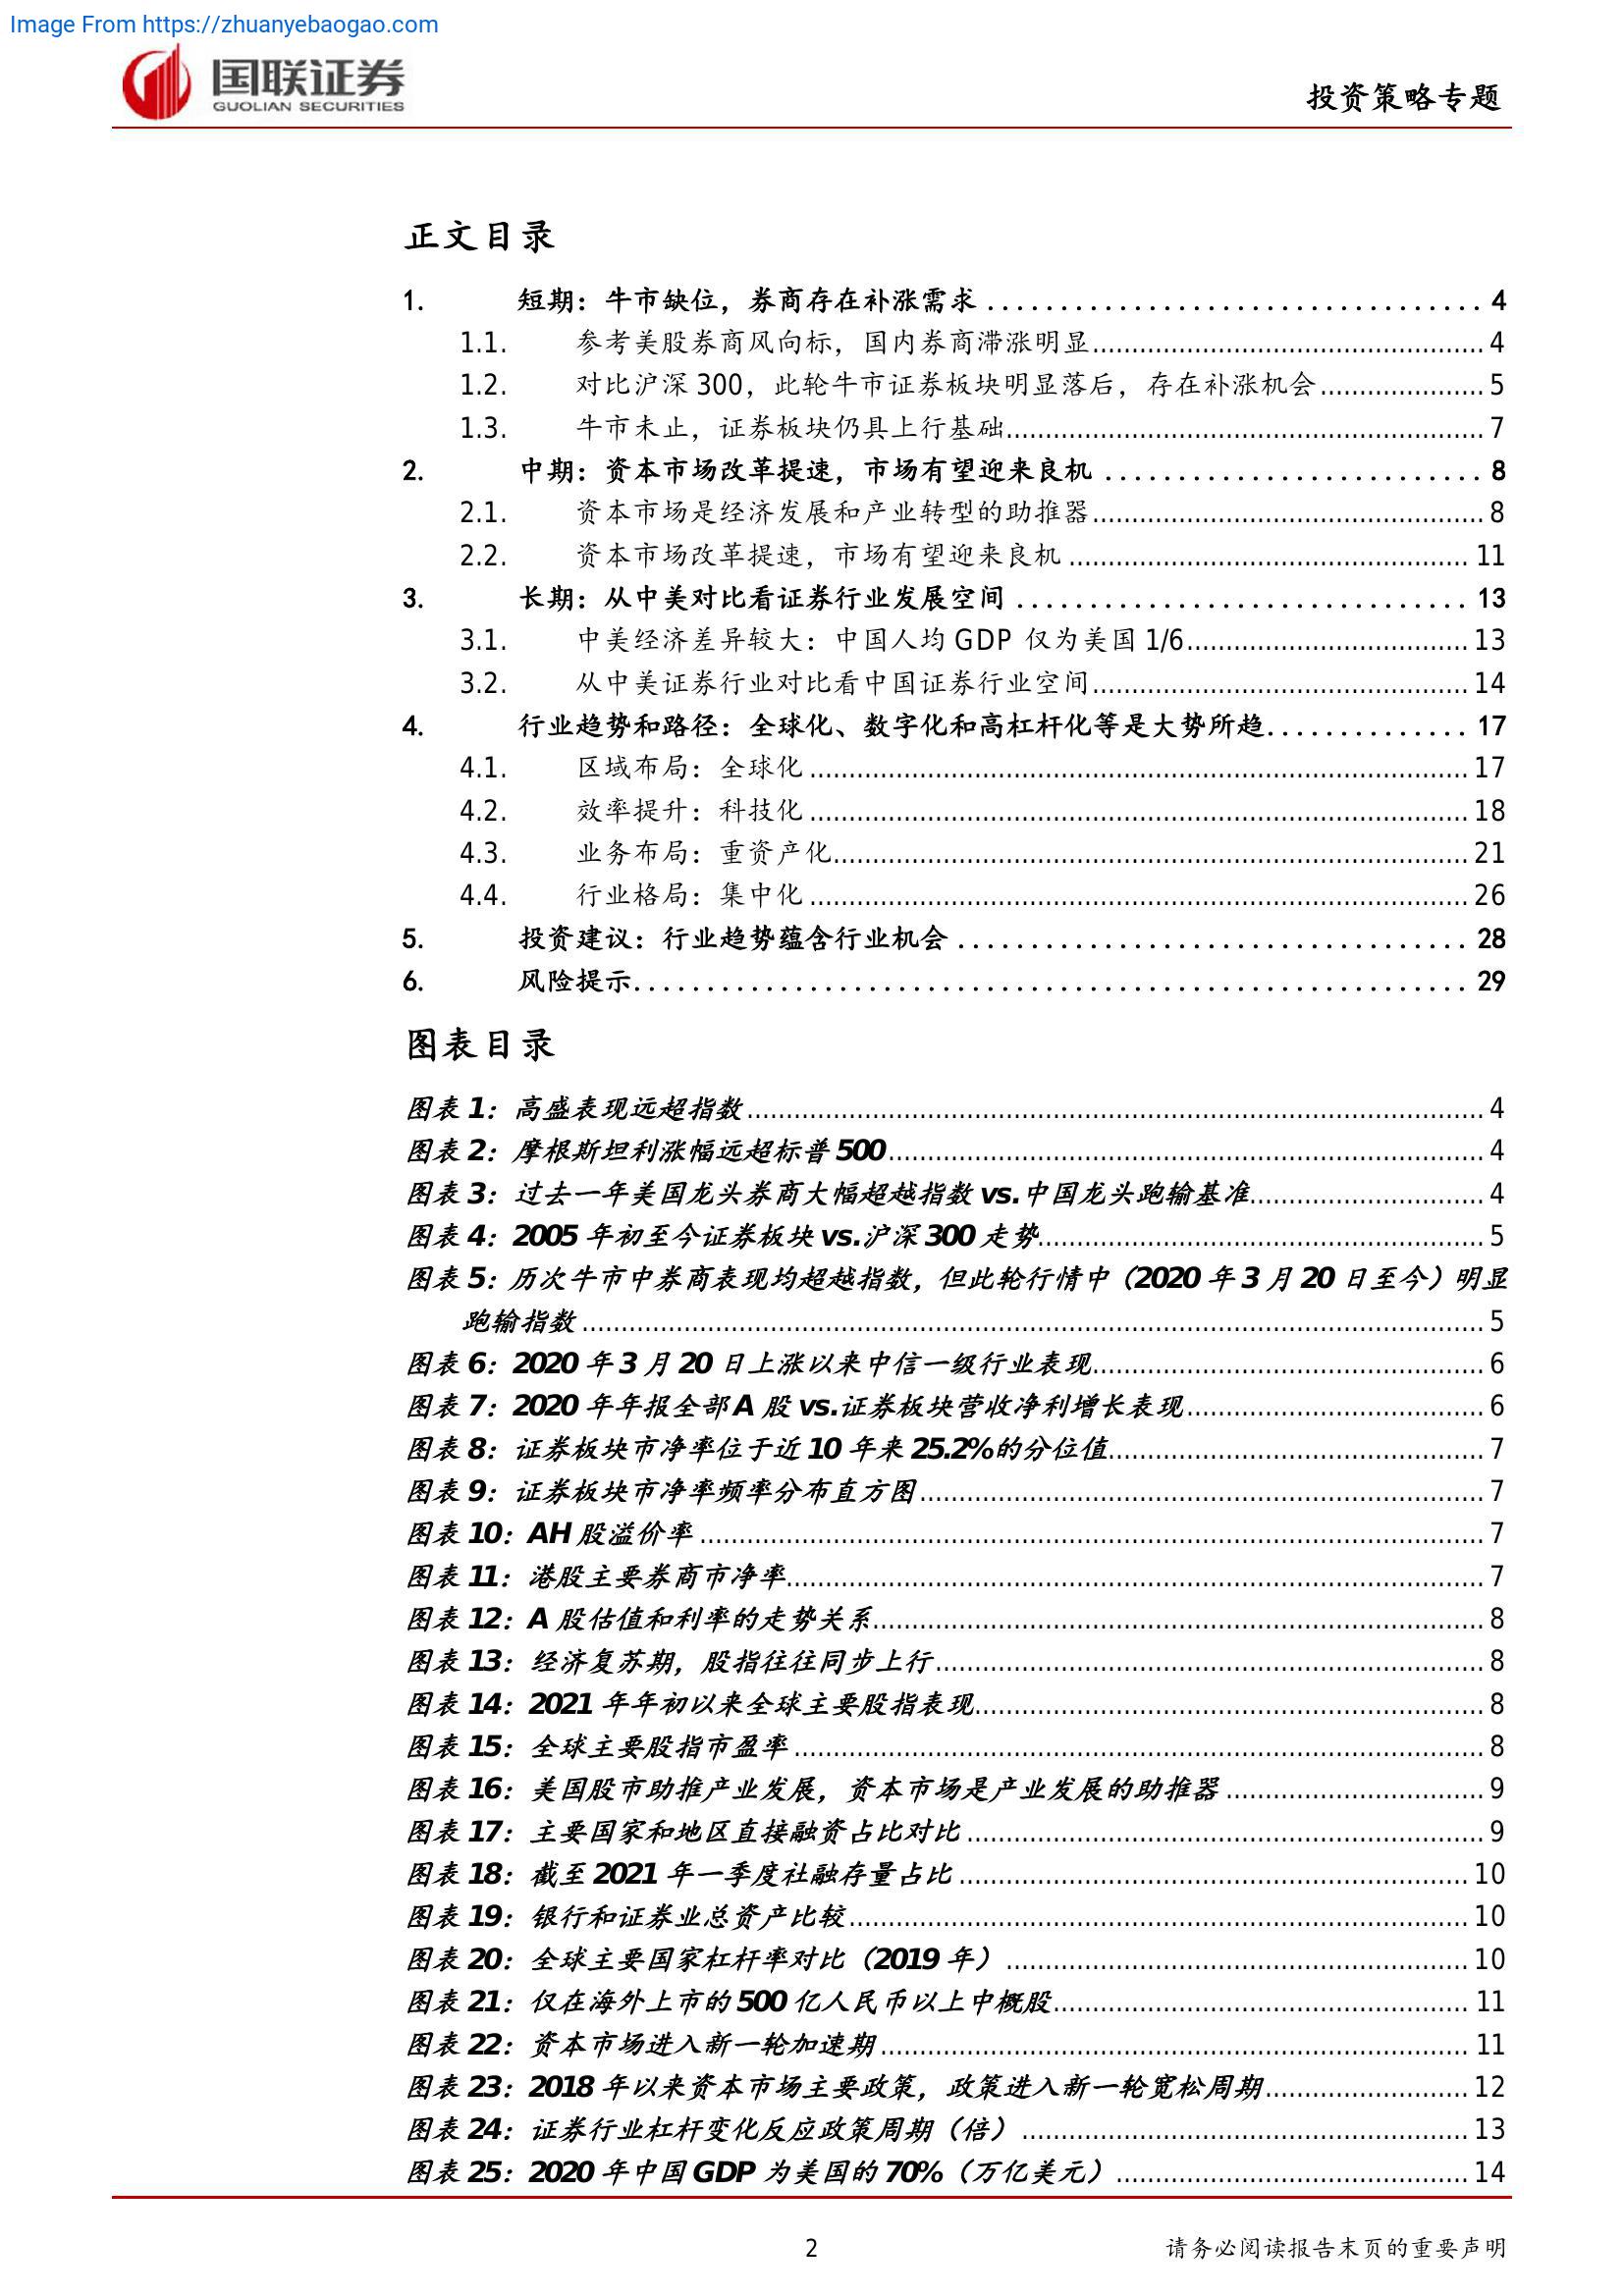 Image From https://zhuanyebaogao.com
国联证券
GUOLIAN SECURITIES
投资策略专题
正文目录
1. 短期：牛市缺位，券商存在补涨需求 ................................. 4
1.1. 参考美股券商风向标，国内券商滞涨明显.................................................. 4
1.2. 对比沪深 300，此轮牛市证券板块明显落后，存在补涨机会..................... 5
1.3. 牛市未止，证券板块仍具上行基础............................................................. 7
2. 中期：资本市场改革提速，市场有望迎来良机 .......................... 8
2.1. 资本市场是经济发展和产业转型的助推器.................................................. 8
2.2. 资本市场改革提速，市场有望迎来良机 .................................................... 11
3. 长期：从中美对比看证券行业发展空间 ............................... 13
3.1. 中美经济差异较大：中国人均 GDP 仅为美国 1/6.................................... 13
3.2. 从中美证券行业对比看中国证券行业空间................................................ 14
4. 行业趋势和路径：全球化、数字化和高杠杆化等是大势所趋.............. 17
4.1. 区域布局：全球化 .................................................................................... 17
4.2. 效率提升：科技化 .................................................................................... 18
4.3. 业务布局：重资产化................................................................................. 21
4.4. 行业格局：集中化 .................................................................................... 26
5. 投资建议：行业趋势蕴含行业机会 ................................... 28
6. 风险提示.......................................................... 29
图表目录
图表 1：高盛表现远超指数.............................................................................................. 4
图表 2：摩根斯坦利涨幅远超标普 500............................................................................ 4
图表 3：过去一年美国龙头券商大幅超越指数 vs.中国龙头跑输基准.............................. 4
图表 4：2005 年初至今证券板块 vs.沪深 300 走势......................................................... 5
图表 5：历次牛市中券商表现均超越指数，但此轮行情中（2020 年 3 月 20 日至今）明显
跑输指数 ................................................................................................................... 5
图表 6：2020 年 3 月 20 日上涨以来中信一级行业表现.................................................. 6
图表 7：2020 年年报全部 A 股 vs.证券板块营收净利增长表现...................................... 6
图表 8：证券板块市净率位于近 10 年来 25.2%的分位值................................................ 7
图表 9：证券板块市净率频率分布直方图........................................................................ 7
图表 10：AH 股溢价率 .................................................................................................... 7
图表 11：港股主要券商市净率......................................................................................... 7
图表 12：A 股估值和利率的走势关系.............................................................................. 8
图表 13：经济复苏期，股指往往同步上行...................................................................... 8
图表 14：2021 年年初以来全球主要股指表现................................................................. 8
图表 15：全球主要股指市盈率 ........................................................................................ 8
图表 16：美国股市助推产业发展，资本市场是产业发展的助推器 ................................. 9
图表 17：主要国家和地区直接融资占比对比 .................................................................. 9
图表 18：截至 2021 年一季度社融存量占比 ................................................................. 10
图表 19：银行和证券业总资产比较............................................................................... 10
图表 20：全球主要国家杠杆率对比（2019 年）........................................................... 10
图表 21：仅在海外上市的 500 亿人民币以上中概股..................................................... 11
图表 22：资本市场进入新一轮加速期........................................................................... 11
图表 23：2018 年以来资本市场主要政策，政策进入新一轮宽松周期.......................... 12
图表 24：证券行业杠杆变化反应政策周期（倍）......................................................... 13
图表 25：2020 年中国 GDP 为美国的 70%（万亿美元）............................................. 14
2
请务必阅读报告末页的重要声明